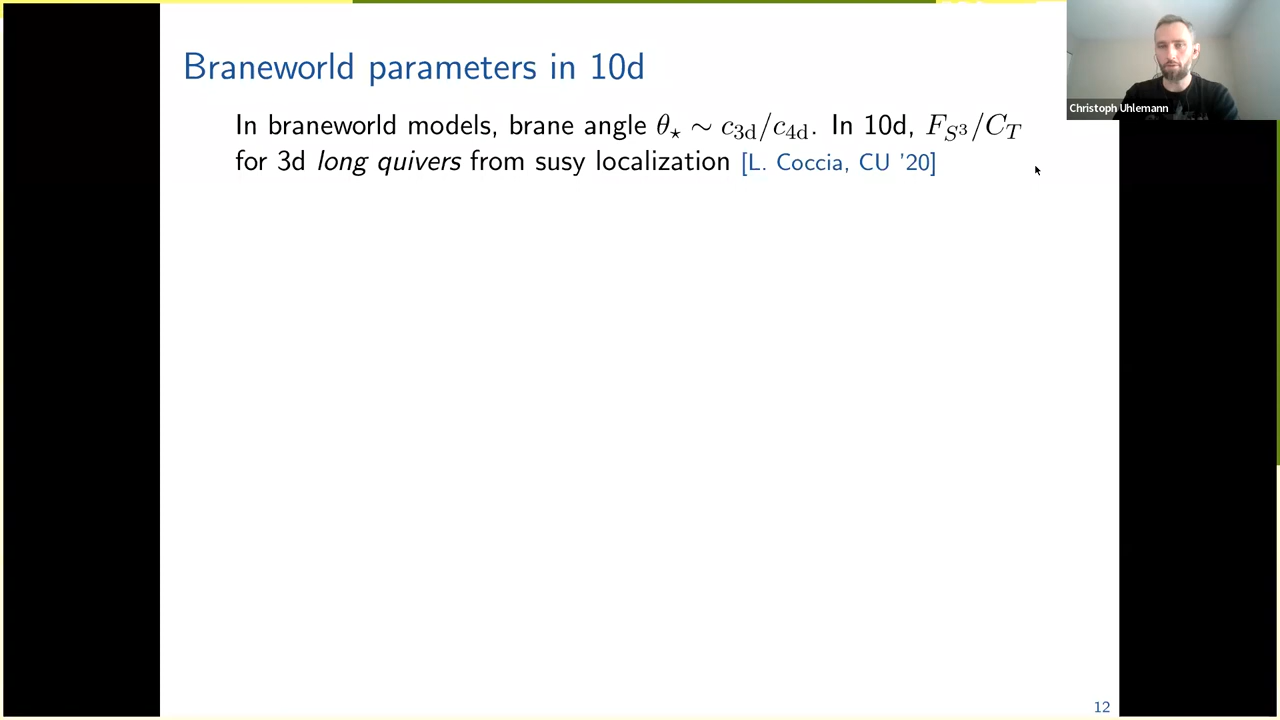 Braneworld parameters in 10d
In braneworld models, brane angle θ⋆ ∼ c3d/c4d. In 10d, FS3/CT
for 3d long quivers from susy localization [L. Coccia, CU ’20]
Christoph Uhlemann
12